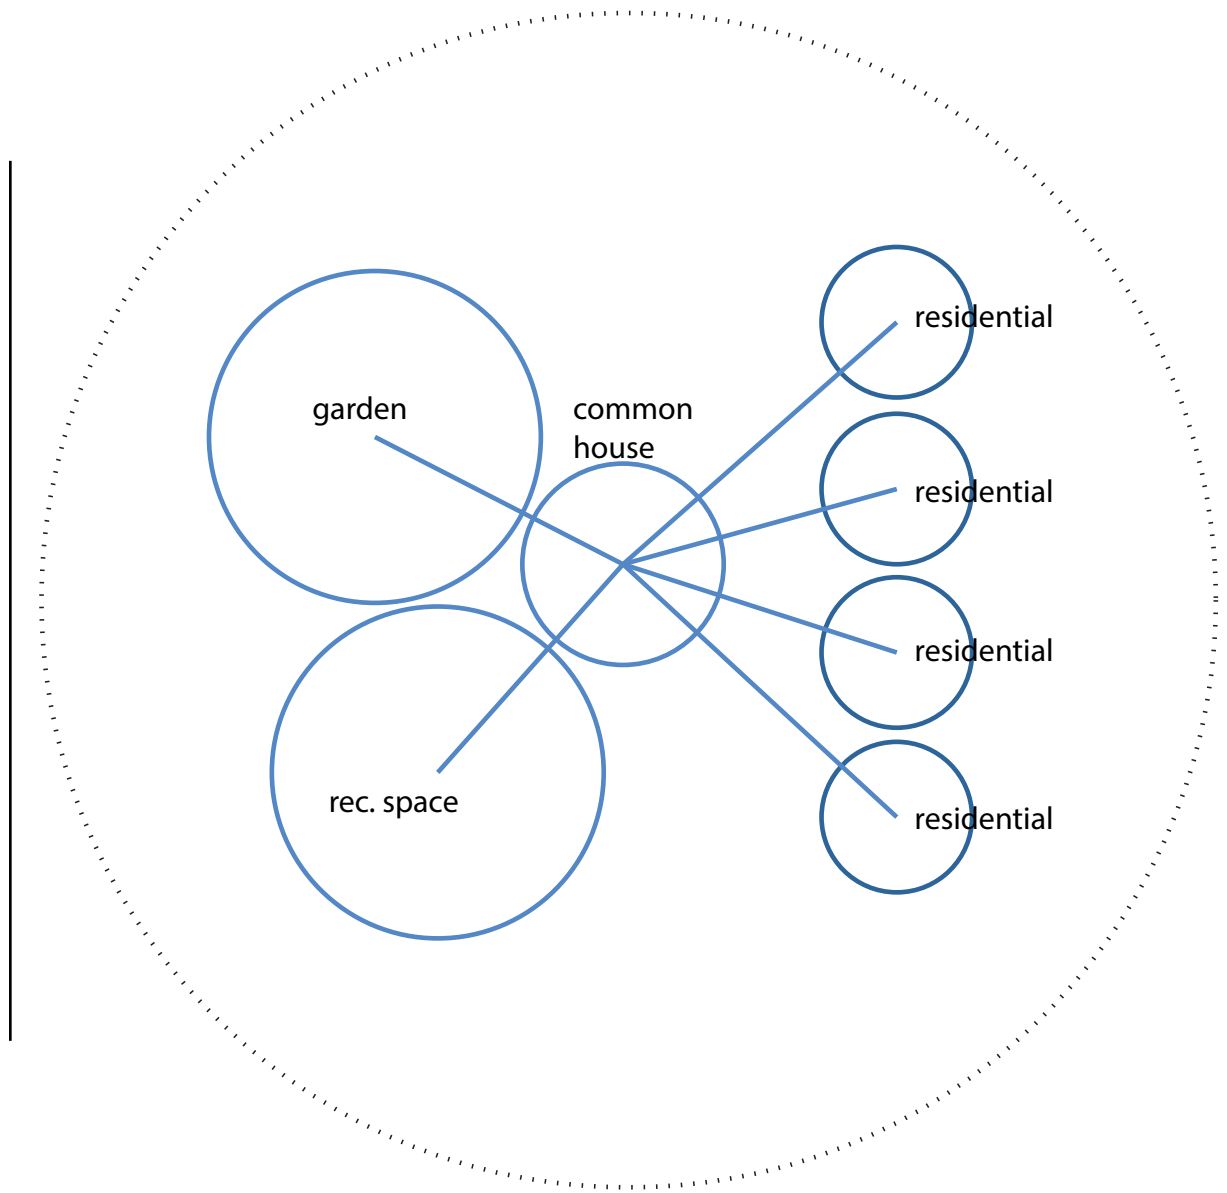 residential
garden
common
house
residential
residential
rec. space
residential